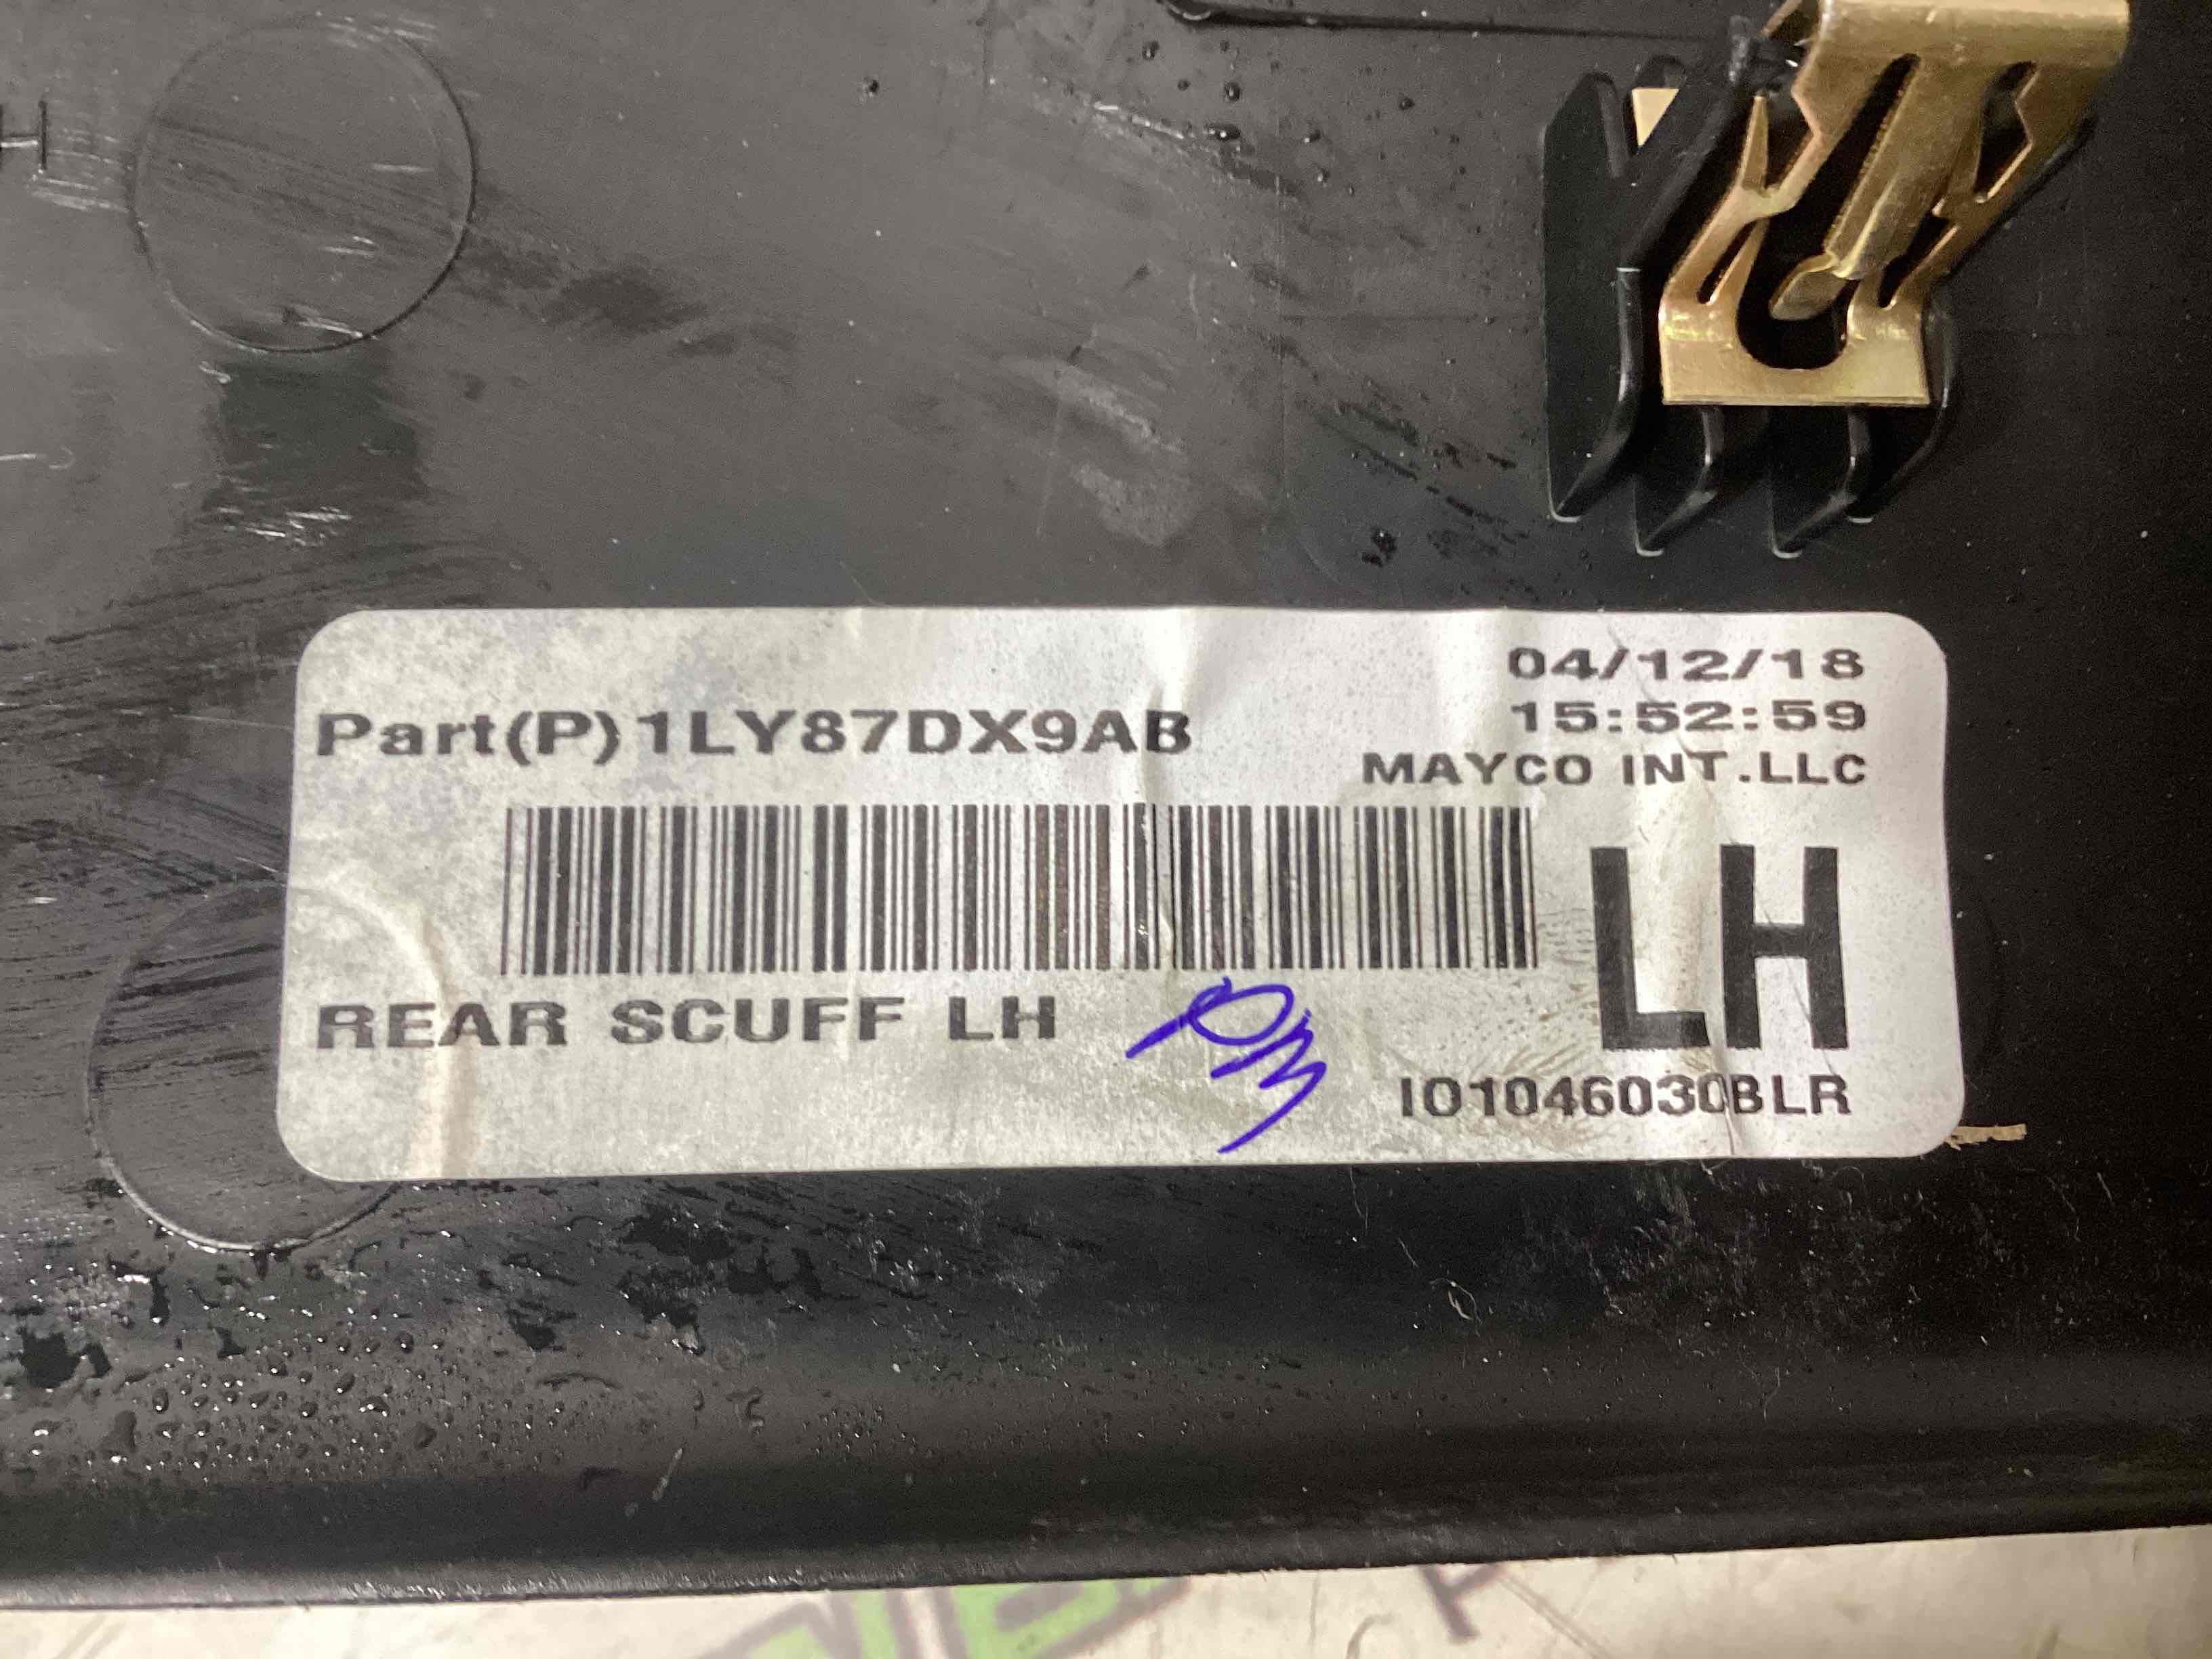 H
04/12/18
Part(P)1LY87DX9AB
15:52:59
MAYCO INT.LLC
LH
REAR SCUFF LH
IO1046030BLR